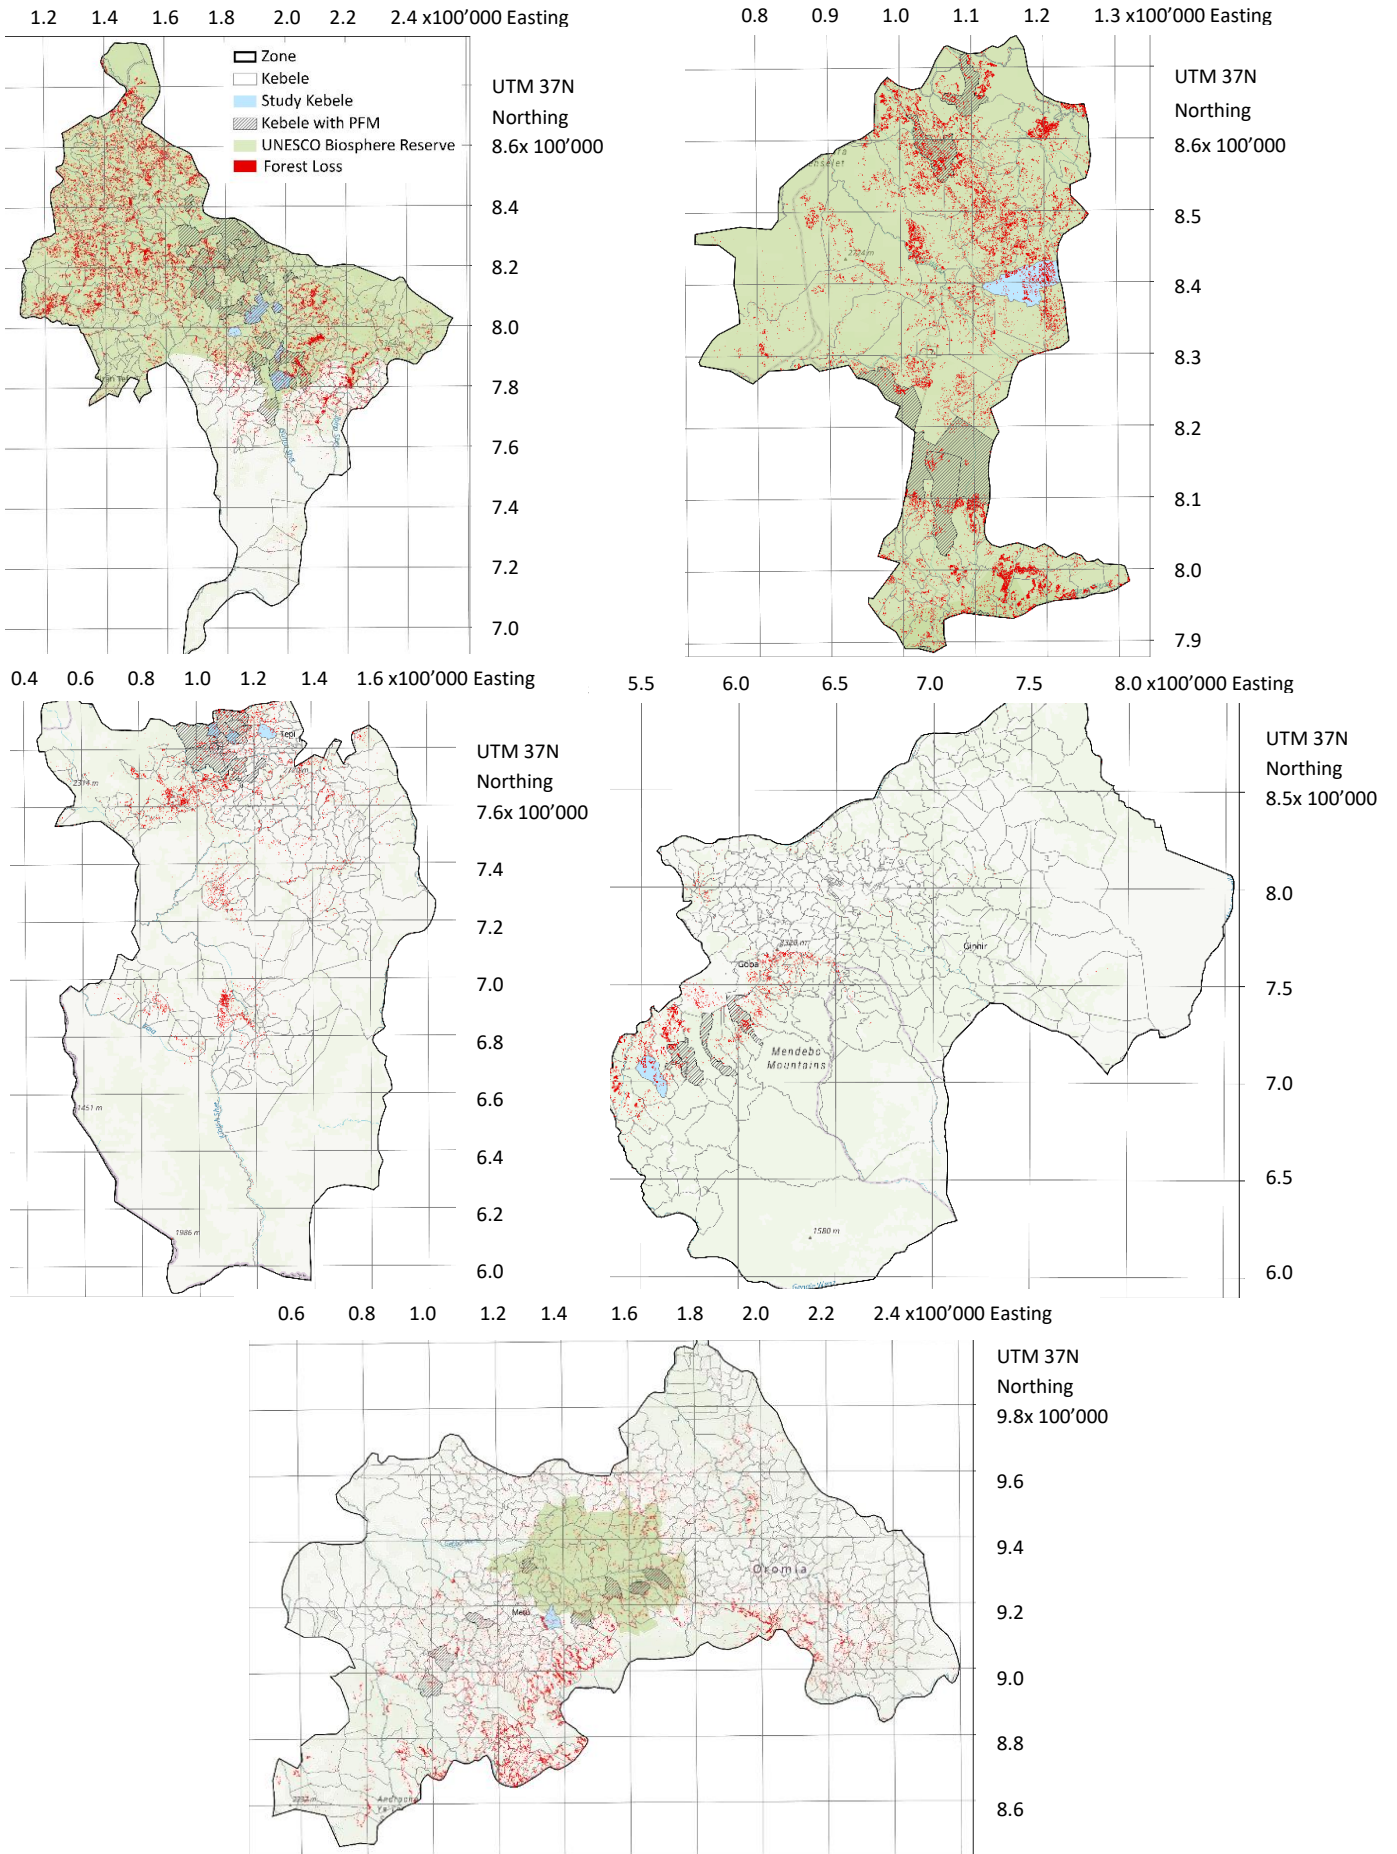 1.2 1.4 1.6 1.8 2.0 2.4 x100’000 Easting
Zone
Kebele
Study Kebele
Kebele with PFM
UNESCO Biosphere Reserve
Forest Loss
UTM 37N
Northing
8.6x 100’000
8.4
8.2
8.0
7.8
7.6
7.4
7.2
7.0
0.8 0.9 1.0 1.1 1.2 1.3 x100’000 Easting
UTM 37N
Northing
8.6x 100’000
8.5
8.4
8.3
8.2
8.1
8.0
7.9
0.4 0.6 0.8 1.0 1.2 1.4 1.6 x100’000 Easting
Tepi
2314 m
UTM 37N
Northing
7.6x 100’000
7.4
7.2
7.0
6.8
6.6
6.4
6.2
6.0
1451 m
1986 m
5.5 6.0 6.5 7.0 7.5 8.0 x100’000 Easting
UTM 37N
Northing
8.5x 100’000
8.0
7.5
7.0
6.5
6.0
Goba
Ginhir
Mendebo
Mountains
1580 m
0.6 0.8 1.0 1.2 1.4 1.6 1.8 2.0 2.2 2.4 x100’000 Easting
UTM 37N
Northing
9.8x 100’000
9.6
9.4
9.2
9.0
8.8
8.6
Oromia
Metu